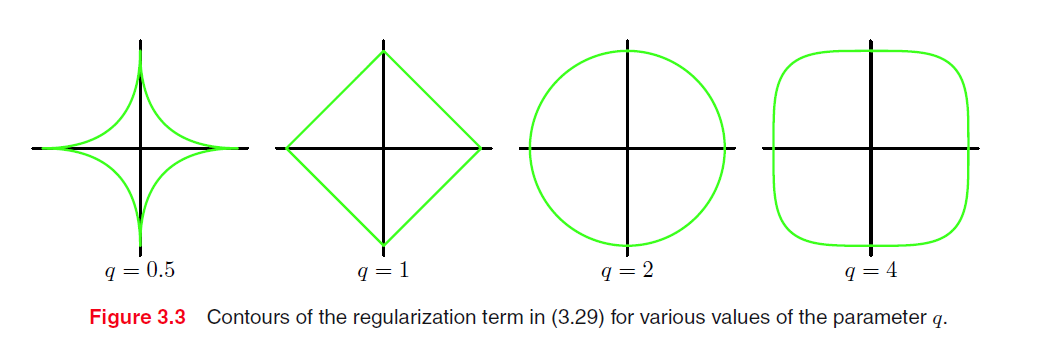 q = 0.5 q = 1 q = 2 q = 4
Figure 3.3 Contours of the regularization term in (3.29) for various values of the parameter q.